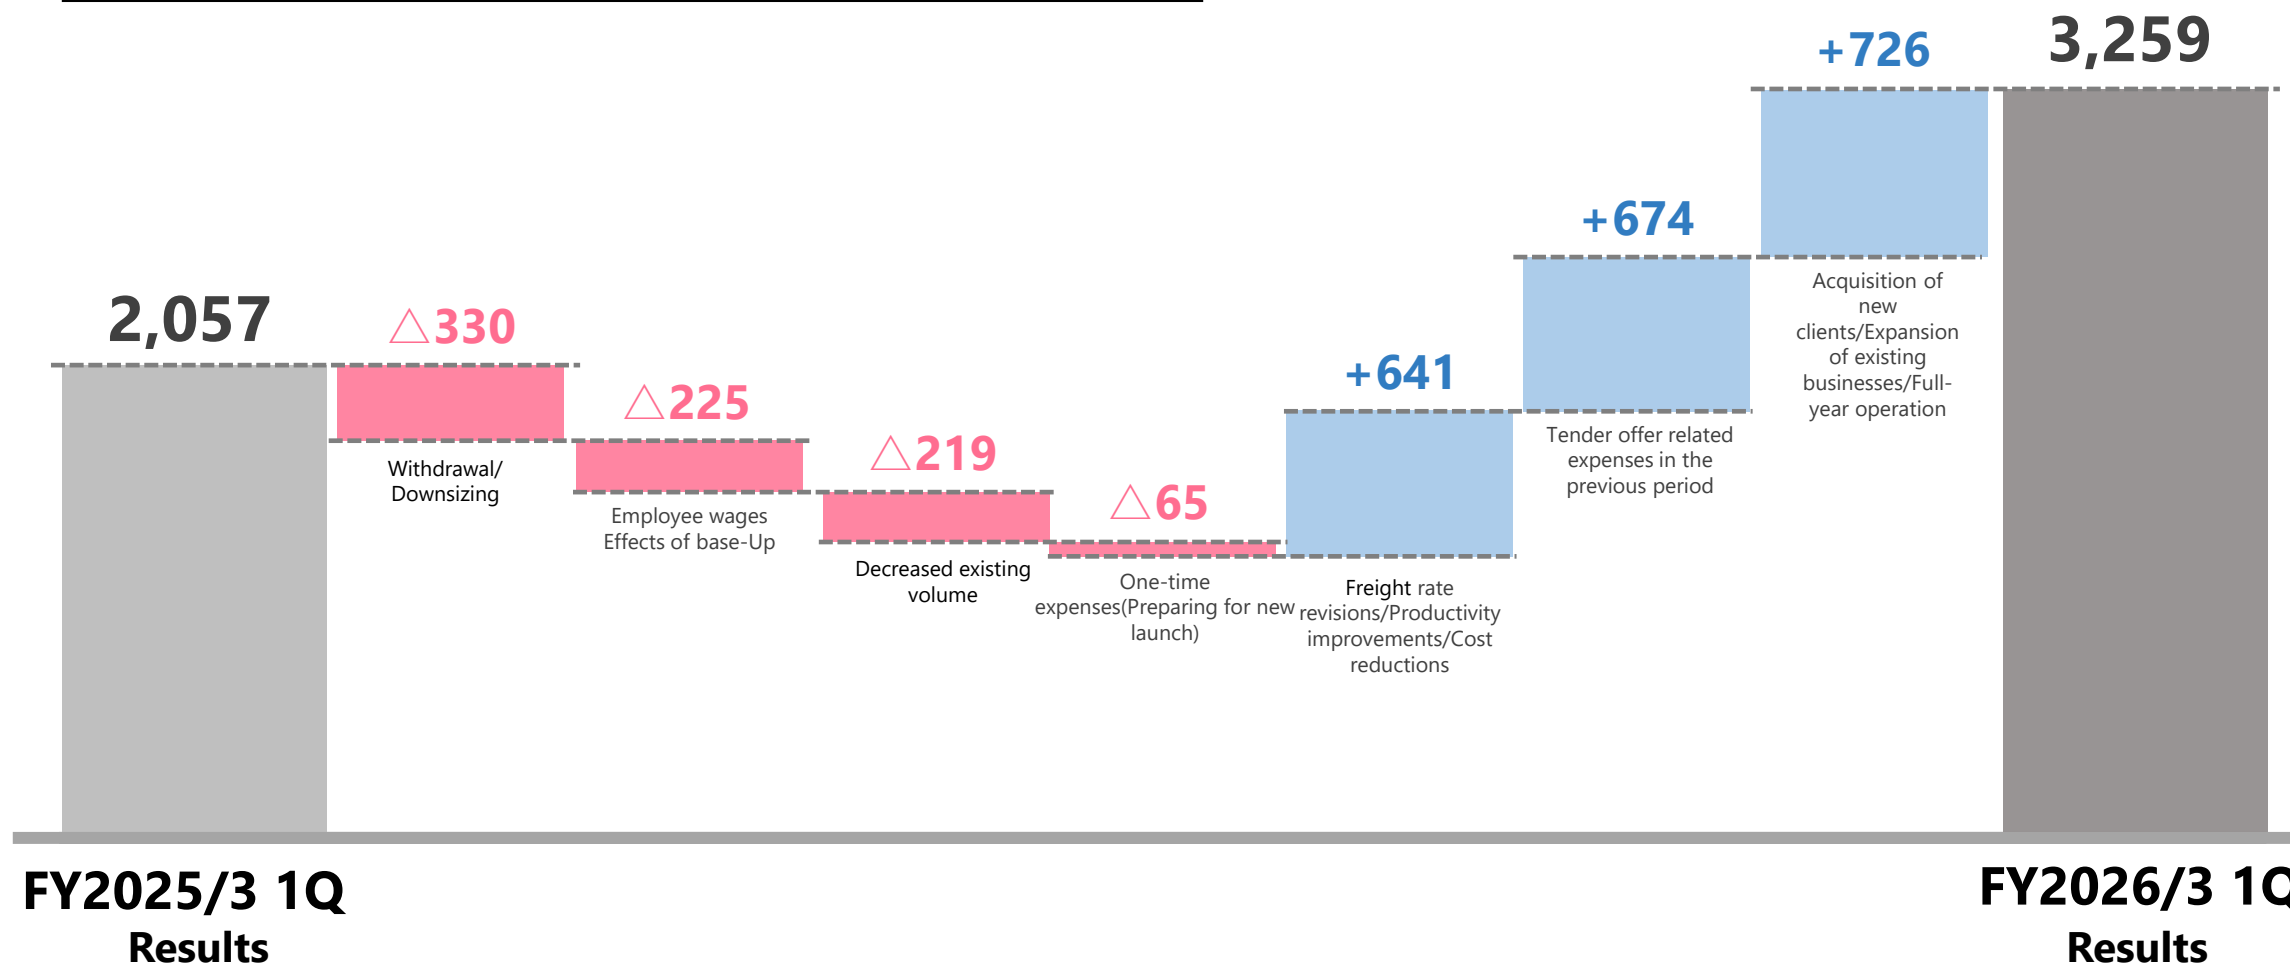 2,057
△330
Withdrawal/
Downsizing
△225
Employee wages
Effects of base-Up
△219
Decreased existing
volume
△65
One-time
expenses(Preparing for new
launch)
+641
Freight rate
revisions/Productivity
improvements/Cost
reductions
+674
Tender offer related
expenses in the
previous period
+726
Acquisition of
new
clients/Expansion
of existing
businesses/Full-
year operation
3,259
FY2025/3 1Q
Results
FY2026/3 1Q
Results